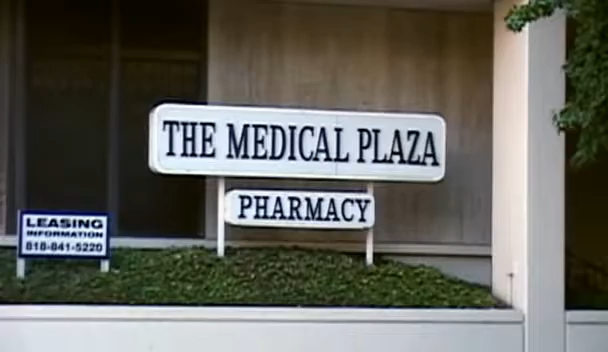 THE MEDICAL PLAZA
PHARMACY
LEASING
INFORMATION
818-841-5220